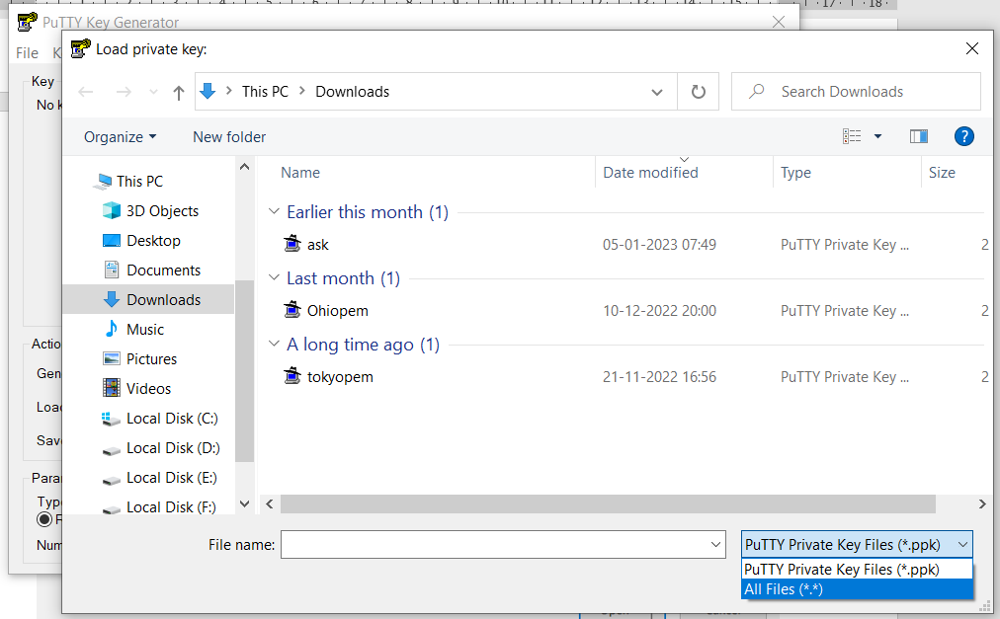 PuTTY Key Generator
File
Load private key:
This PC > Downloads
Search Downloads
Organize
New folder
?
Key
No k
Actio
Gen
Load
Save
Para
Type
Num
This PC
3D Objects
Desktop
Documents
Downloads
Music
Pictures
Videos
Local Disk (C:)
Local Disk (D:)
Local Disk (E:)
Local Disk (F:)
Name Date modified Type Size
Earlier this month (1)
ask 05-01-2023 07:49 PuTTY Private Key ... 2
Last month (1)
Ohiopem 10-12-2022 20:00 PuTTY Private Key ... 2
A long time ago (1)
tokyopem 21-11-2022 16:56 PuTTY Private Key ... 2
File name:
PuTTY Private Key Files (*.ppk)
PuTTY Private Key Files (*.ppk)
All Files (*.*)